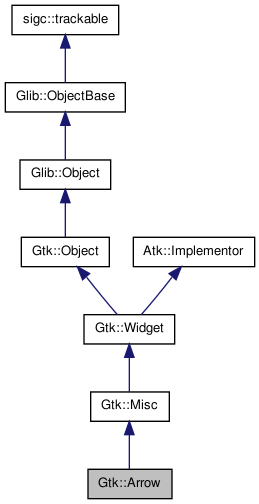 sigc::trackable
Glib::ObjectBase
Glib::Object
Gtk::Object
Atk::Implementor
Gtk::Widget
Gtk::Misc
Gtk::Arrow